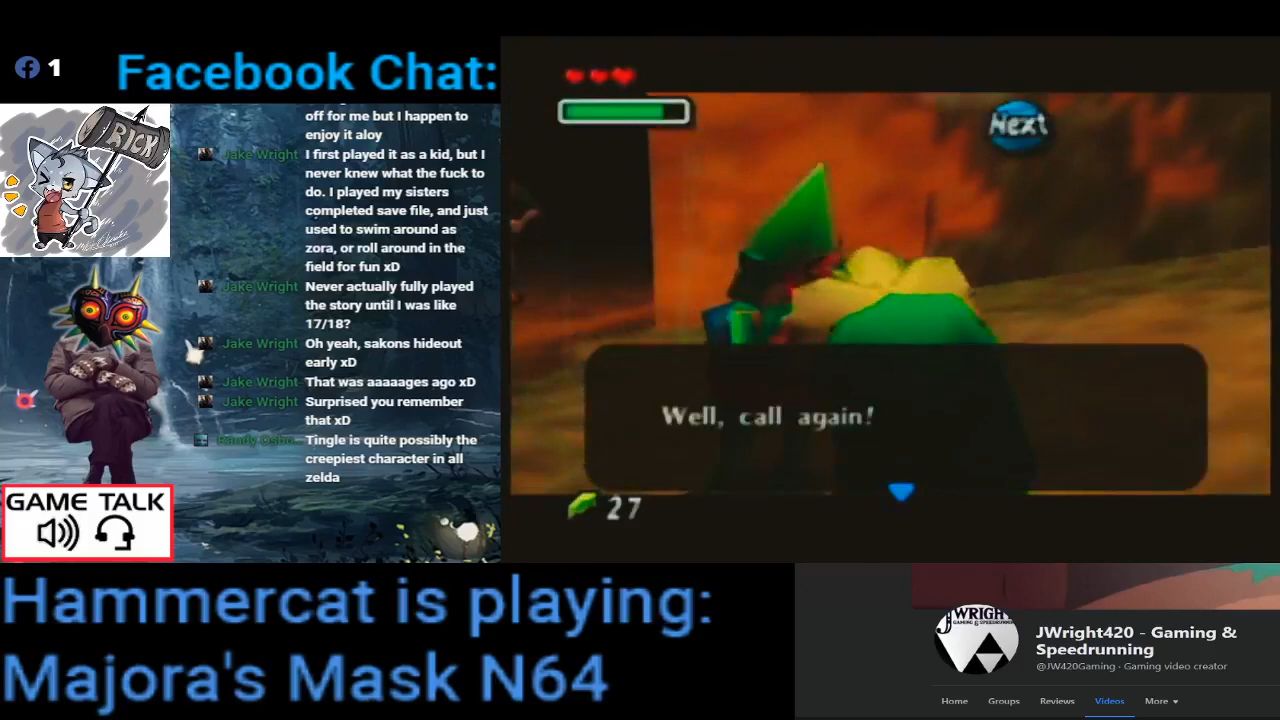 1
Facebook Chat:
RICK
off for me but I happen to
enjoy it aloy
Jake Wright
I first played it as a kid, but I
never knew what the fuck to
do. I played my sisters
completed save file, and just
used to swim around as
zora, or roll around in the
field for fun xD
Jake Wright
Never actually fully played
the story until I was like
17/18?
Jake Wright
Oh yeah, sakons hideout
early xD
Jake Wright
That was aaaaages ago xD
Jake Wright
Surprised you remember
that xD
Randy Osbo...
Tingle is quite possibly the
creepiest character in all
zelda
Next
Well, call again!
27
GAME TALK
Hammercat is playing:
Majora's Mask N64
JWRIGHT
GAMING & SPEEDRUNNING
JWright420 - Gaming &
Speedrunning
@JW420Gaming · Gaming video creator
Home Groups Reviews Videos More